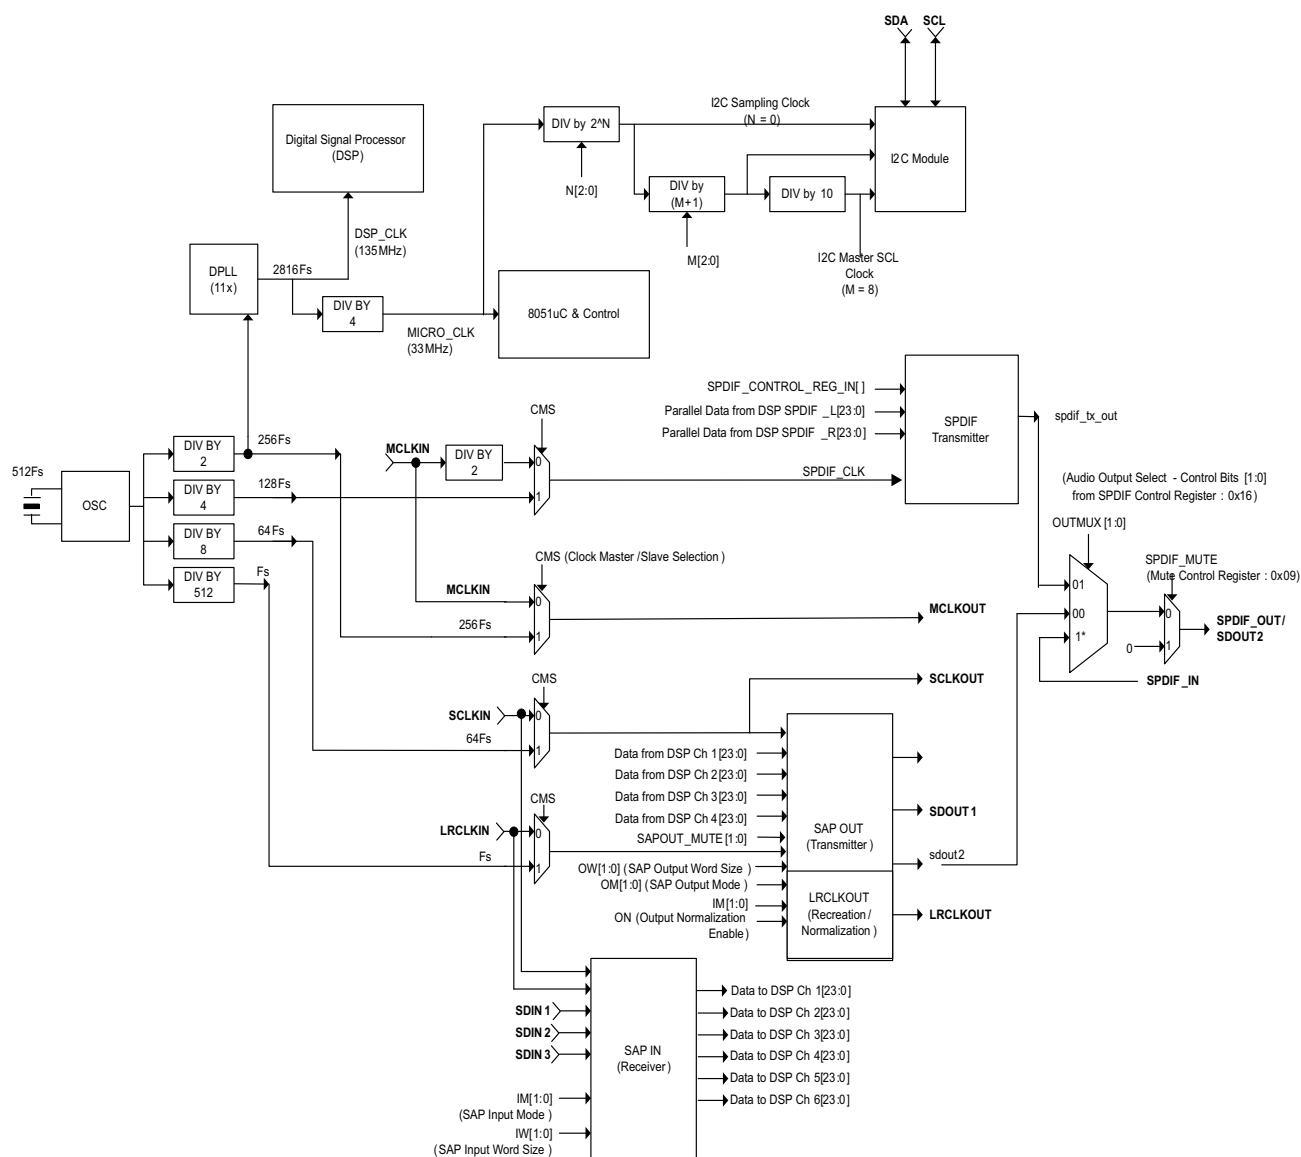 SDA SCL
I2C Sampling Clock
(N = 0)
DIV by 2^N
Digital Signal Processor
(DSP)
I2C Module
N[2:0]
DIV by
(M+1)
DIV by 10
DSP_CLK
(135MHz)
M[2:0]
I2C Master SCL
Clock
(M = 8)
DPLL
(11x)
2816Fs
DIV BY
4
8051uC & Control
MICRO_CLK
(33MHz)
SPDIF_CONTROL_REG_IN[ ]
Parallel Data from DSP SPDIF _L[23:0]
Parallel Data from DSP SPDIF _R[23:0]
SPDIF
Transmitter
spdif_tx_out
CMS
MCLKIN
DIV BY
2
0
1
SPDIF_CLK
512Fs
OSC
DIV BY
2
256Fs
DIV BY
4
128Fs
DIV BY
8
64Fs
DIV BY
512
Fs
(Audio Output Select - Control Bits [1:0]
from SPDIF Control Register : 0x16)
OUTMUX[1:0]
SPDIF_MUTE
(Mute Control Register : 0x09)
01
00
1*
0
1
0
SPDIF_OUT/
SDOUT2
SPDIF_IN
CMS (Clock Master /Slave Selection )
MCLKIN
0
256Fs
1
MCLKOUT
CMS
SCLKIN
0
64Fs
1
SCLKOUT
Data from DSP Ch 1[23:0]
Data from DSP Ch 2[23:0]
Data from DSP Ch 3[23:0]
Data from DSP Ch 4[23:0]
SAPOUT_MUTE[1:0]
CMS
LRCLKIN
0
Fs
1
SAP OUT
(Transmitter )
SDOUT1
sdout2
OW[1:0] (SAP Output Word Size )
OM[1:0] (SAP Output Mode )
IM[1:0]
ON (Output Normalization
Enable)
LRCLKOUT
(Recreation /
Normalization )
LRCLKOUT
SDIN1
SDIN2
SDIN3
SAP IN
(Receiver )
Data to DSP Ch 1[23:0]
Data to DSP Ch 2[23:0]
Data to DSP Ch 3[23:0]
Data to DSP Ch 4[23:0]
Data to DSP Ch 5[23:0]
Data to DSP Ch 6[23:0]
IM[1:0]
(SAP Input Mode )
IW[1:0]
(SAP Input Word Size )